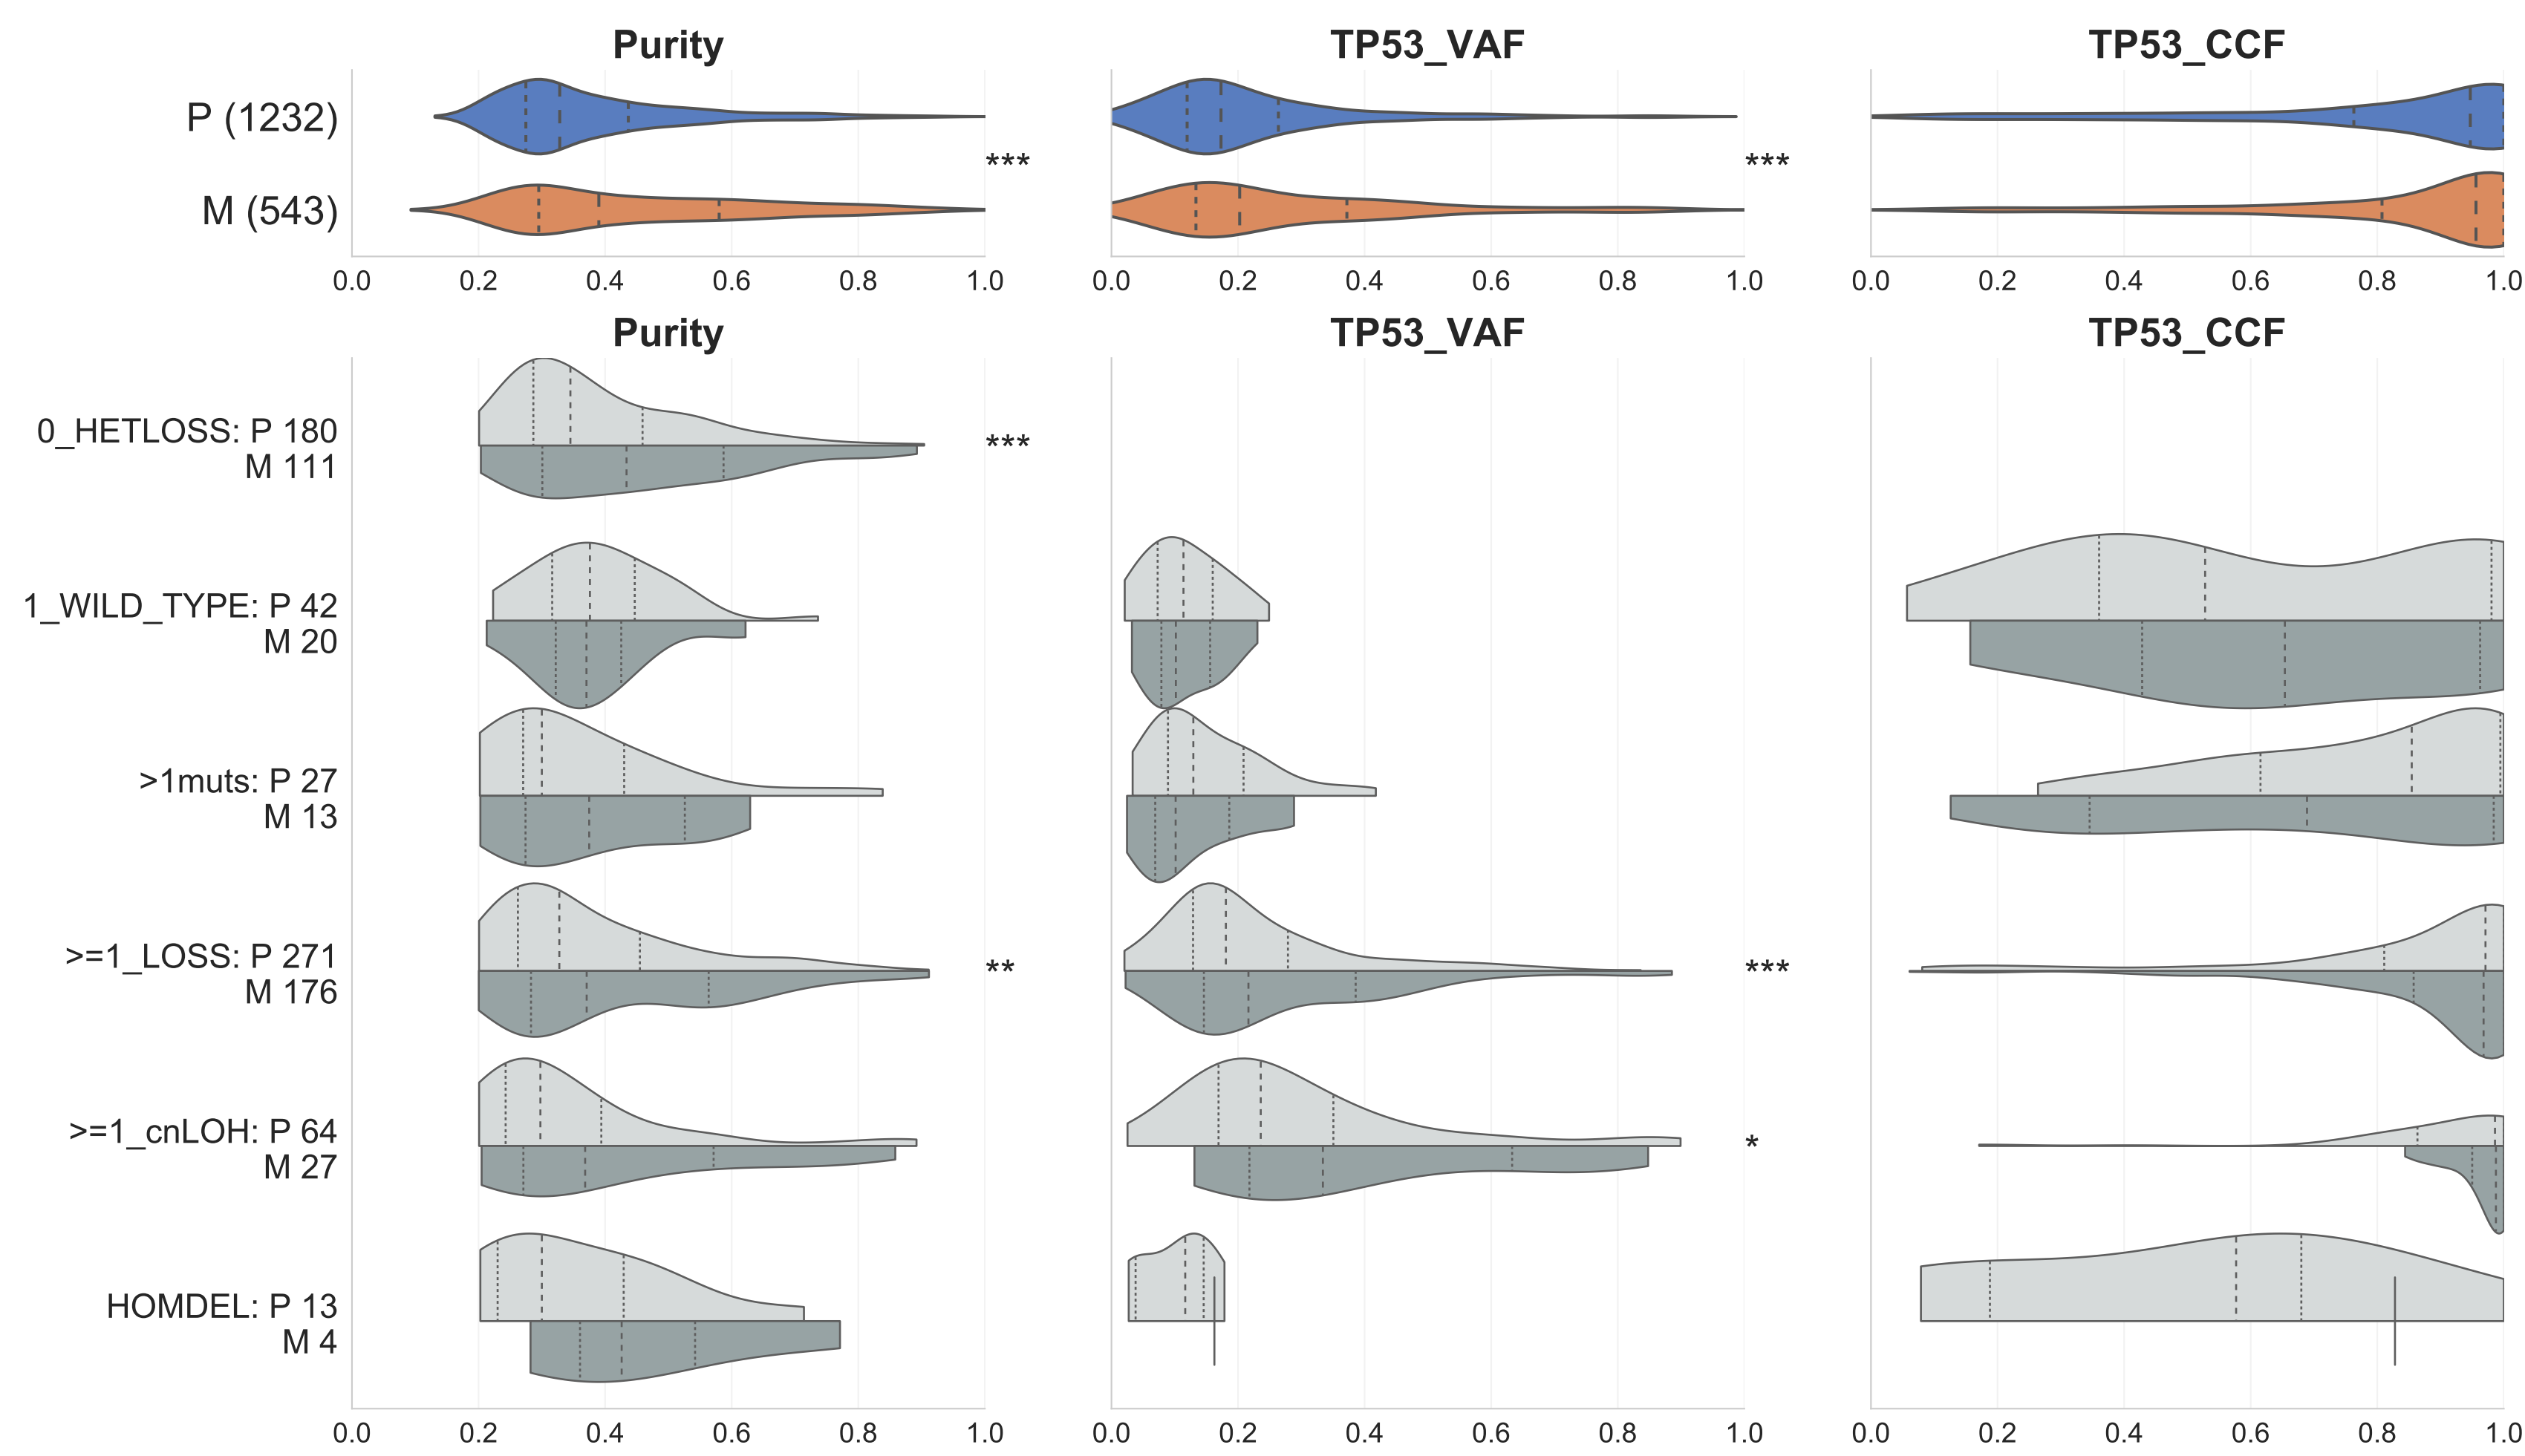 Purity TP53_VAF TP53_CCF
P (1232)
*** ***
M (543)
0.0 0.2 0.4 0.6 0.8 1.0 0.0 0.2 0.4 0.6 0.8 1.0 0.0 0.2 0.4 0.6 0.8 1.0
Purity TP53_VAF TP53_CCF
0_HETLOSS: P 180
***
M 111
1_WILD_TYPE: P 42
M 20
>1muts: P 27
M 13
>=1_LOSS: P 271
** ***
M 176
>=1_cnLOH: P 64
*
M 27
HOMDEL: P 13
M 4
0.0 0.2 0.4 0.6 0.8 1.0 0.0 0.2 0.4 0.6 0.8 1.0 0.0 0.2 0.4 0.6 0.8 1.0